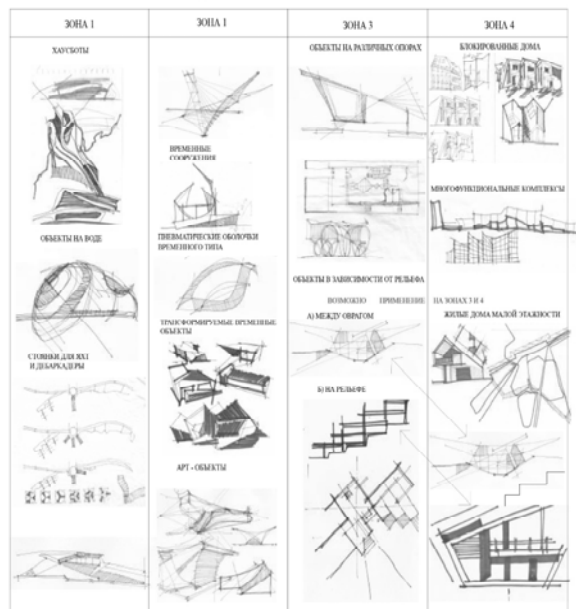 ЗОНА 1
ХАУСБОТЫ
ОБЪЕКТЫ НА ВОДЕ
СТОЯНКИ ДЛЯ ЯХТ
И ДЕБАРКАДЕРЫ
ЗОНА 1
ВРЕМЕННЫЕ
СООРУЖЕНИЯ
ПНЕВМАТИЧЕСКИЕ ОБОЛОЧКИ
ВРЕМЕННОГО ТИПА
ТРАНСФОРМИРУЕМЫЕ ВРЕМЕННЫЕ
ОБЪЕКТЫ
АРТ - ОБЪЕКТЫ
ЗОНА 3
ОБЪЕКТЫ НА РАЗЛИЧНЫХ ОПОРАХ
ОБЪЕКТЫ В ЗАВИСИМОСТИ ОТ РЕЛЬЕФА
ВОЗМОЖНО ПРИМЕНЕНИЕ НА ЗОНАХ 3 И 4
А) МЕЖДУ ОВРАГОМ
Б) НА РЕЛЬЕФЕ
ЗОНА 4
БЛОКИРОВАННЫЕ ДОМА
МНОГОФУНКЦИОНАЛЬНЫЕ КОМПЛЕКСЫ
ЖИЛЫЕ ДОМА МАЛОЙ ЭТАЖНОСТИ